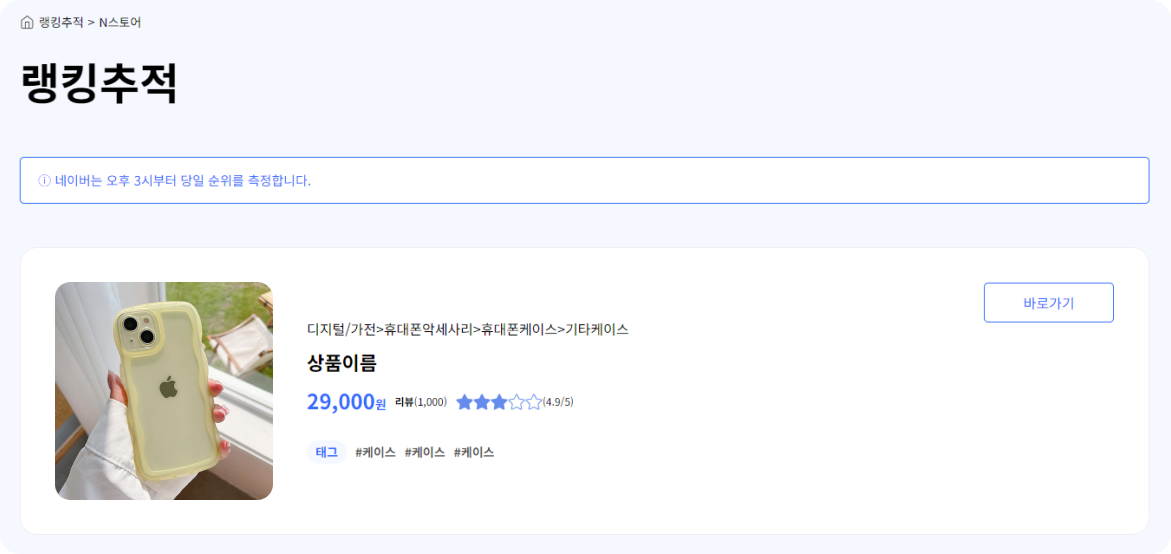 랭킹추적 > N스토어
랭킹추적
ⓘ 네이버는 오후 3시부터 당일 순위를 측정합니다.
바로가기
디지털/가전>휴대폰악세사리>휴대폰케이스>기타케이스
상품이름
29,000원 리뷰(1,000) ★★★☆☆(4.9/5)
태그 #케이스 #케이스 #케이스